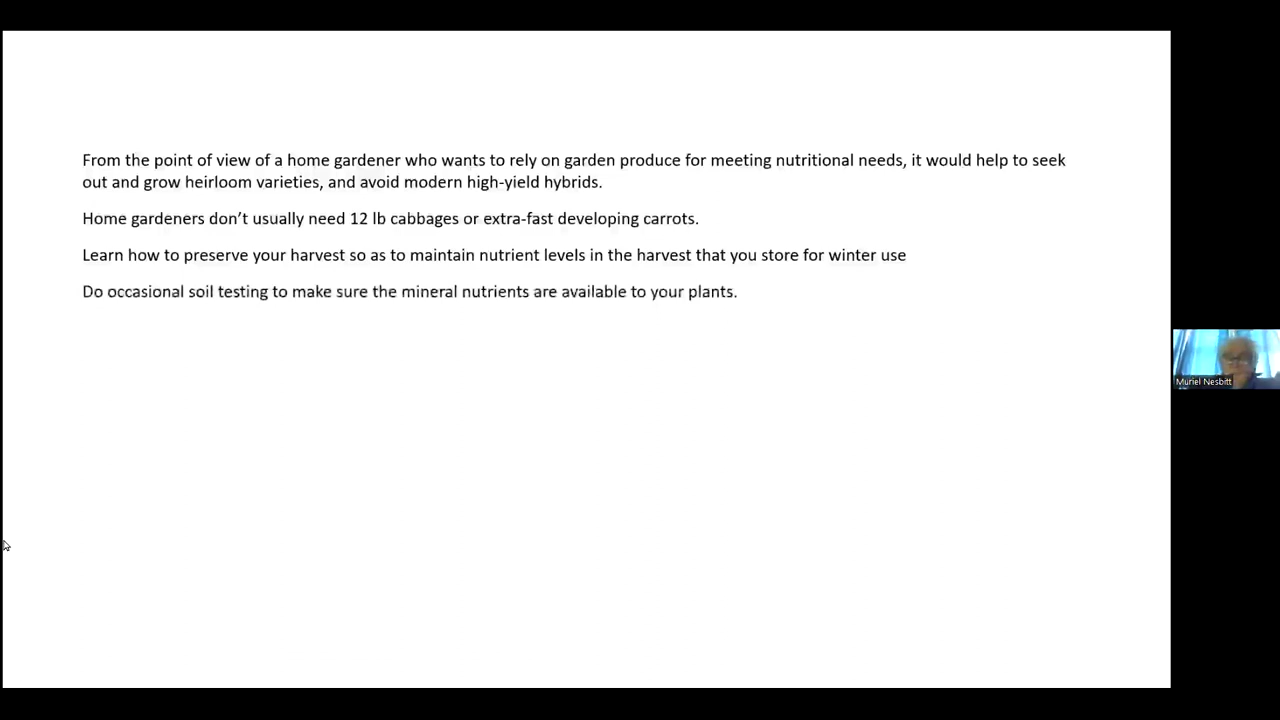 From the point of view of a home gardener who wants to rely on garden produce for meeting nutritional needs, it would help to seek
out and grow heirloom varieties, and avoid modern high-yield hybrids.
Home gardeners don’t usually need 12 lb cabbages or extra-fast developing carrots.
Learn how to preserve your harvest so as to maintain nutrient levels in the harvest that you store for winter use
Do occasional soil testing to make sure the mineral nutrients are available to your plants.
Muriel Nesbitt